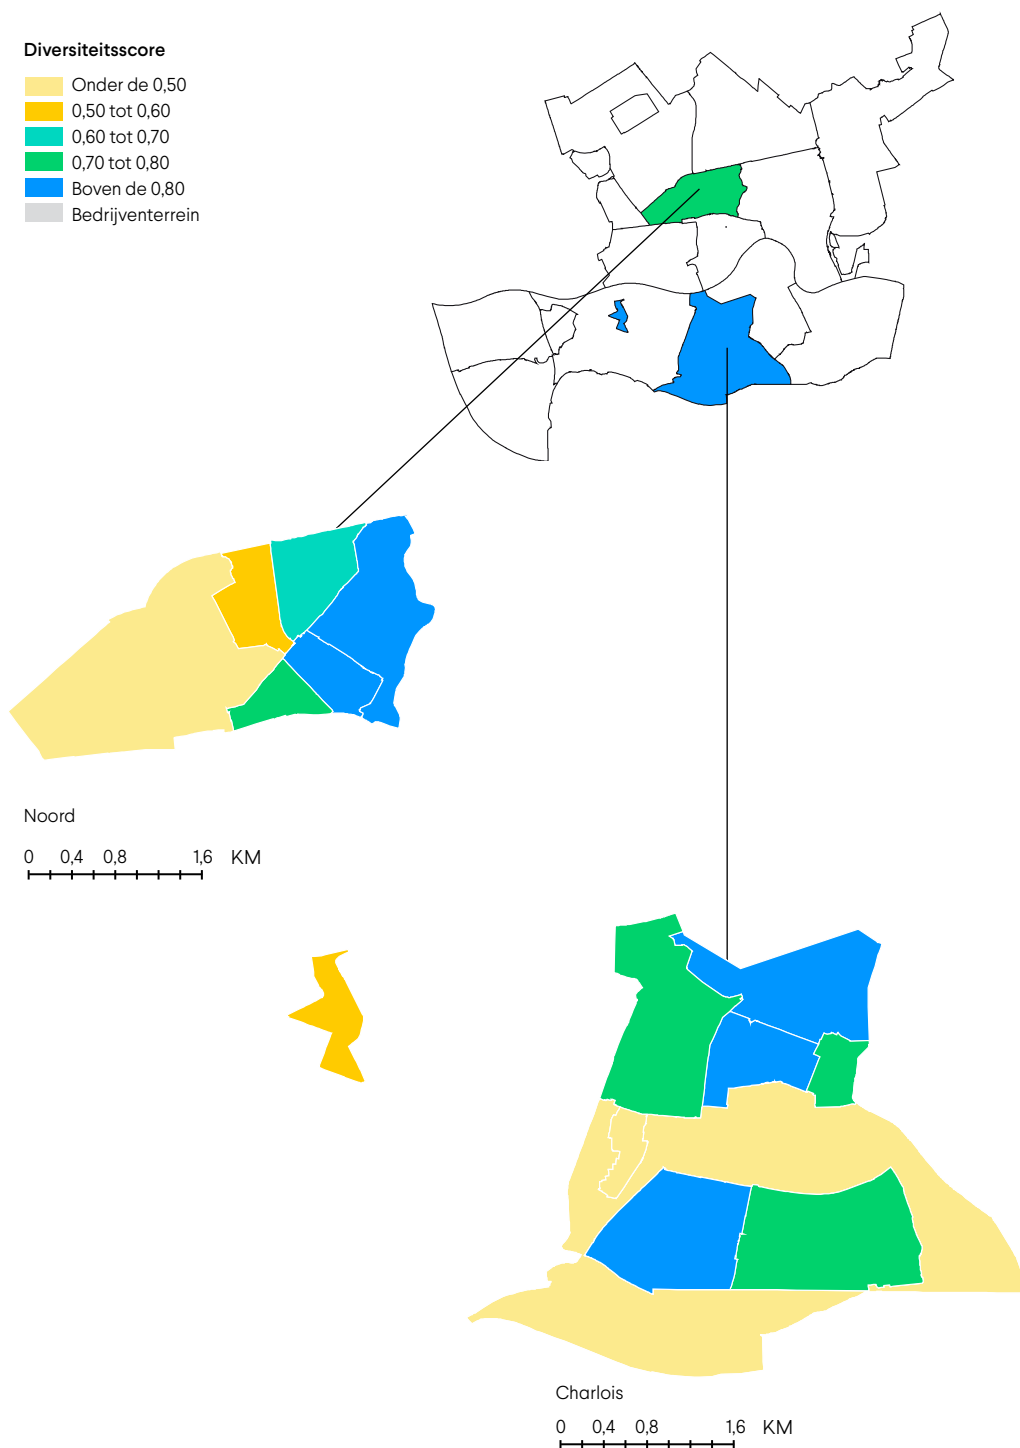 Diversiteitsscore
Onder de 0,50
0,50 tot 0,60
0,60 tot 0,70
0,70 tot 0,80
Boven de 0,80
Bedrijventerrein
Noord
0 0,4 0,8 1,6 KM
Charlois
0 0,4 0,8 1,6 KM